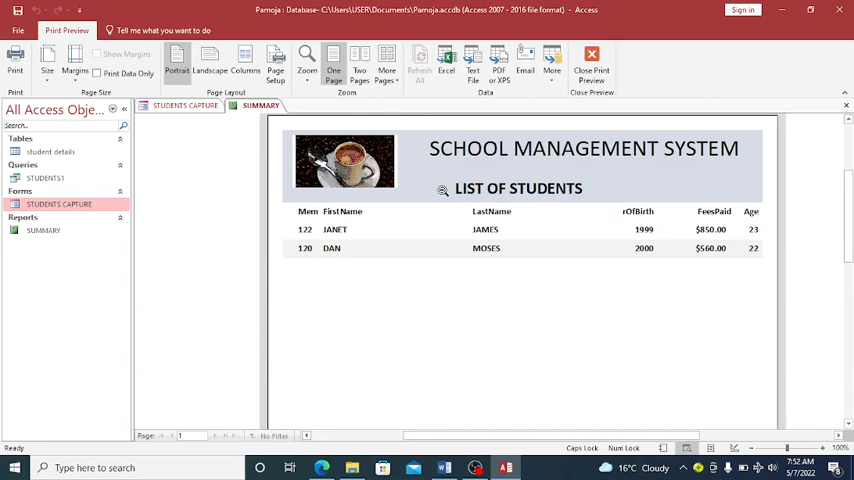 Pamoja : Database- C:\Users\USER\Documents\Pamoja.accdb (Access 2007 - 2016 file format) - Access
Sign in
File
Print Preview
Tell me what you want to do
Print
Size
Margins
Show Margins
Print Data Only
Portrait
Landscape
Columns
Page Setup
Zoom
One Page
Two Pages
More Pages
Refresh All
Excel
Text File
PDF or XPS
Email
More
Close Print Preview
Print
Page Size
Page Layout
Zoom
Data
Close Preview
All Access Obje...
Search...
Tables
student details
Queries
STUDENTS1
Forms
STUDENTS CAPTURE
Reports
SUMMARY
STUDENTS CAPTURE
SUMMARY
SCHOOL MANAGEMENT SYSTEM
LIST OF STUDENTS
Mem FirstName LastName rOfBirth FeesPaid Age
122 JANET JAMES 1999 $850.00 23
120 DAN MOSES 2000 $560.00 22
Page: 1
No Filter
Ready
Caps Lock
Num Lock
100%
Type here to search
16°C Cloudy
7:52 AM
5/7/2022